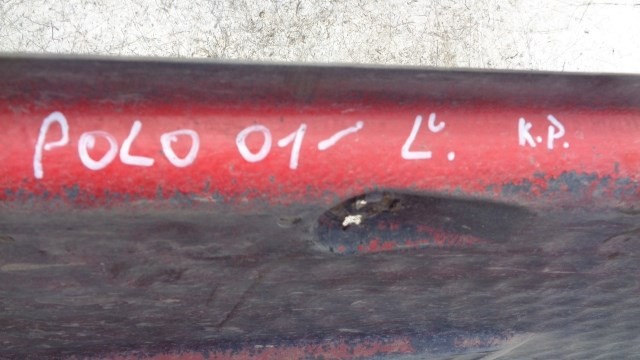 POLO 01- L'. K.P.